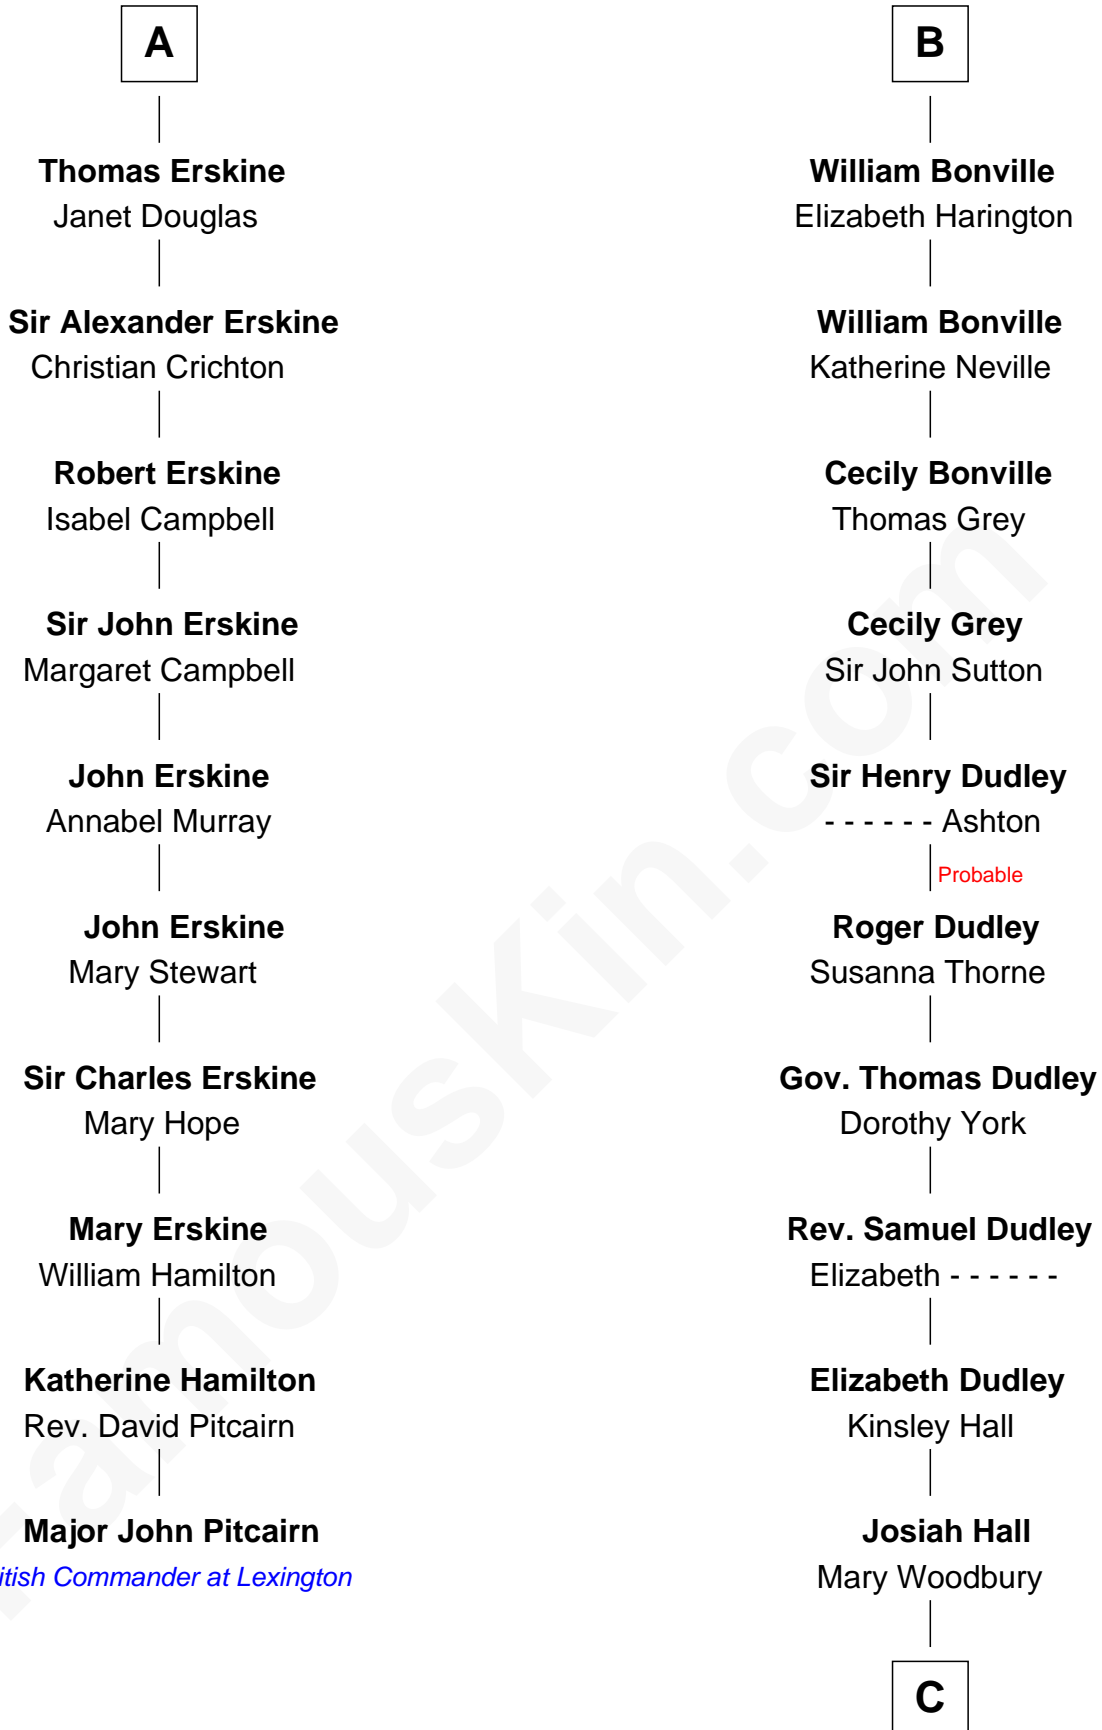 A
Thomas Erskine
Janet Douglas
Sir Alexander Erskine
Christian Crichton
Robert Erskine
Isabel Campbell
Sir John Erskine
Margaret Campbell
John Erskine
Annabel Murray
John Erskine
Mary Stewart
Sir Charles Erskine
Mary Hope
Mary Erskine
William Hamilton
Katherine Hamilton
Rev. David Pitcairn
Major John Pitcairn
itish Commander at Lexington
B
William Bonville
Elizabeth Harington
William Bonville
Katherine Neville
Cecily Bonville
Thomas Grey
Cecily Grey
Sir John Sutton
Sir Henry Dudley
- - - - - - Ashton
Probable
Roger Dudley
Susanna Thorne
Gov. Thomas Dudley
Dorothy York
Rev. Samuel Dudley
Elizabeth - - - - - -
Elizabeth Dudley
Kinsley Hall
Josiah Hall
Mary Woodbury
C
FamousKin.com